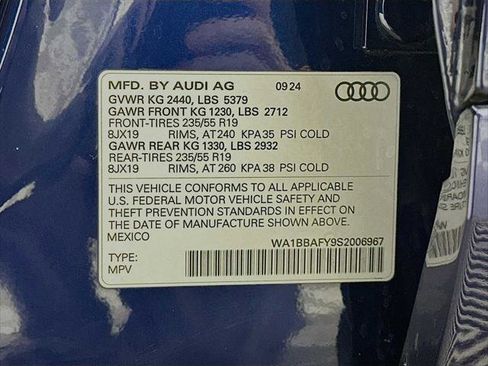 MFD. BY AUDI AG 09 24
GVWR KG 2440, LBS 5379
GAWR FRONT KG 1230, LBS 2712
FRONT-TIRES 235/55 R19
8JX19 RIMS, AT 240 KPA 35 PSI COLD
GAWR REAR KG 1330, LBS 2932
REAR-TIRES 235/55 R19
8JX19 RIMS, AT 260 KPA 38 PSI COLD
THIS VEHICLE CONFORMS TO ALL APPLICABLE
U.S. FEDERAL MOTOR VEHICLE SAFETY AND
THEFT PREVENTION STANDARDS IN EFFECT ON
THE DATE OF MANUFACTURE SHOWN ABOVE.
MEXICO WA1BBAFY9S2006967
TYPE:
MPV